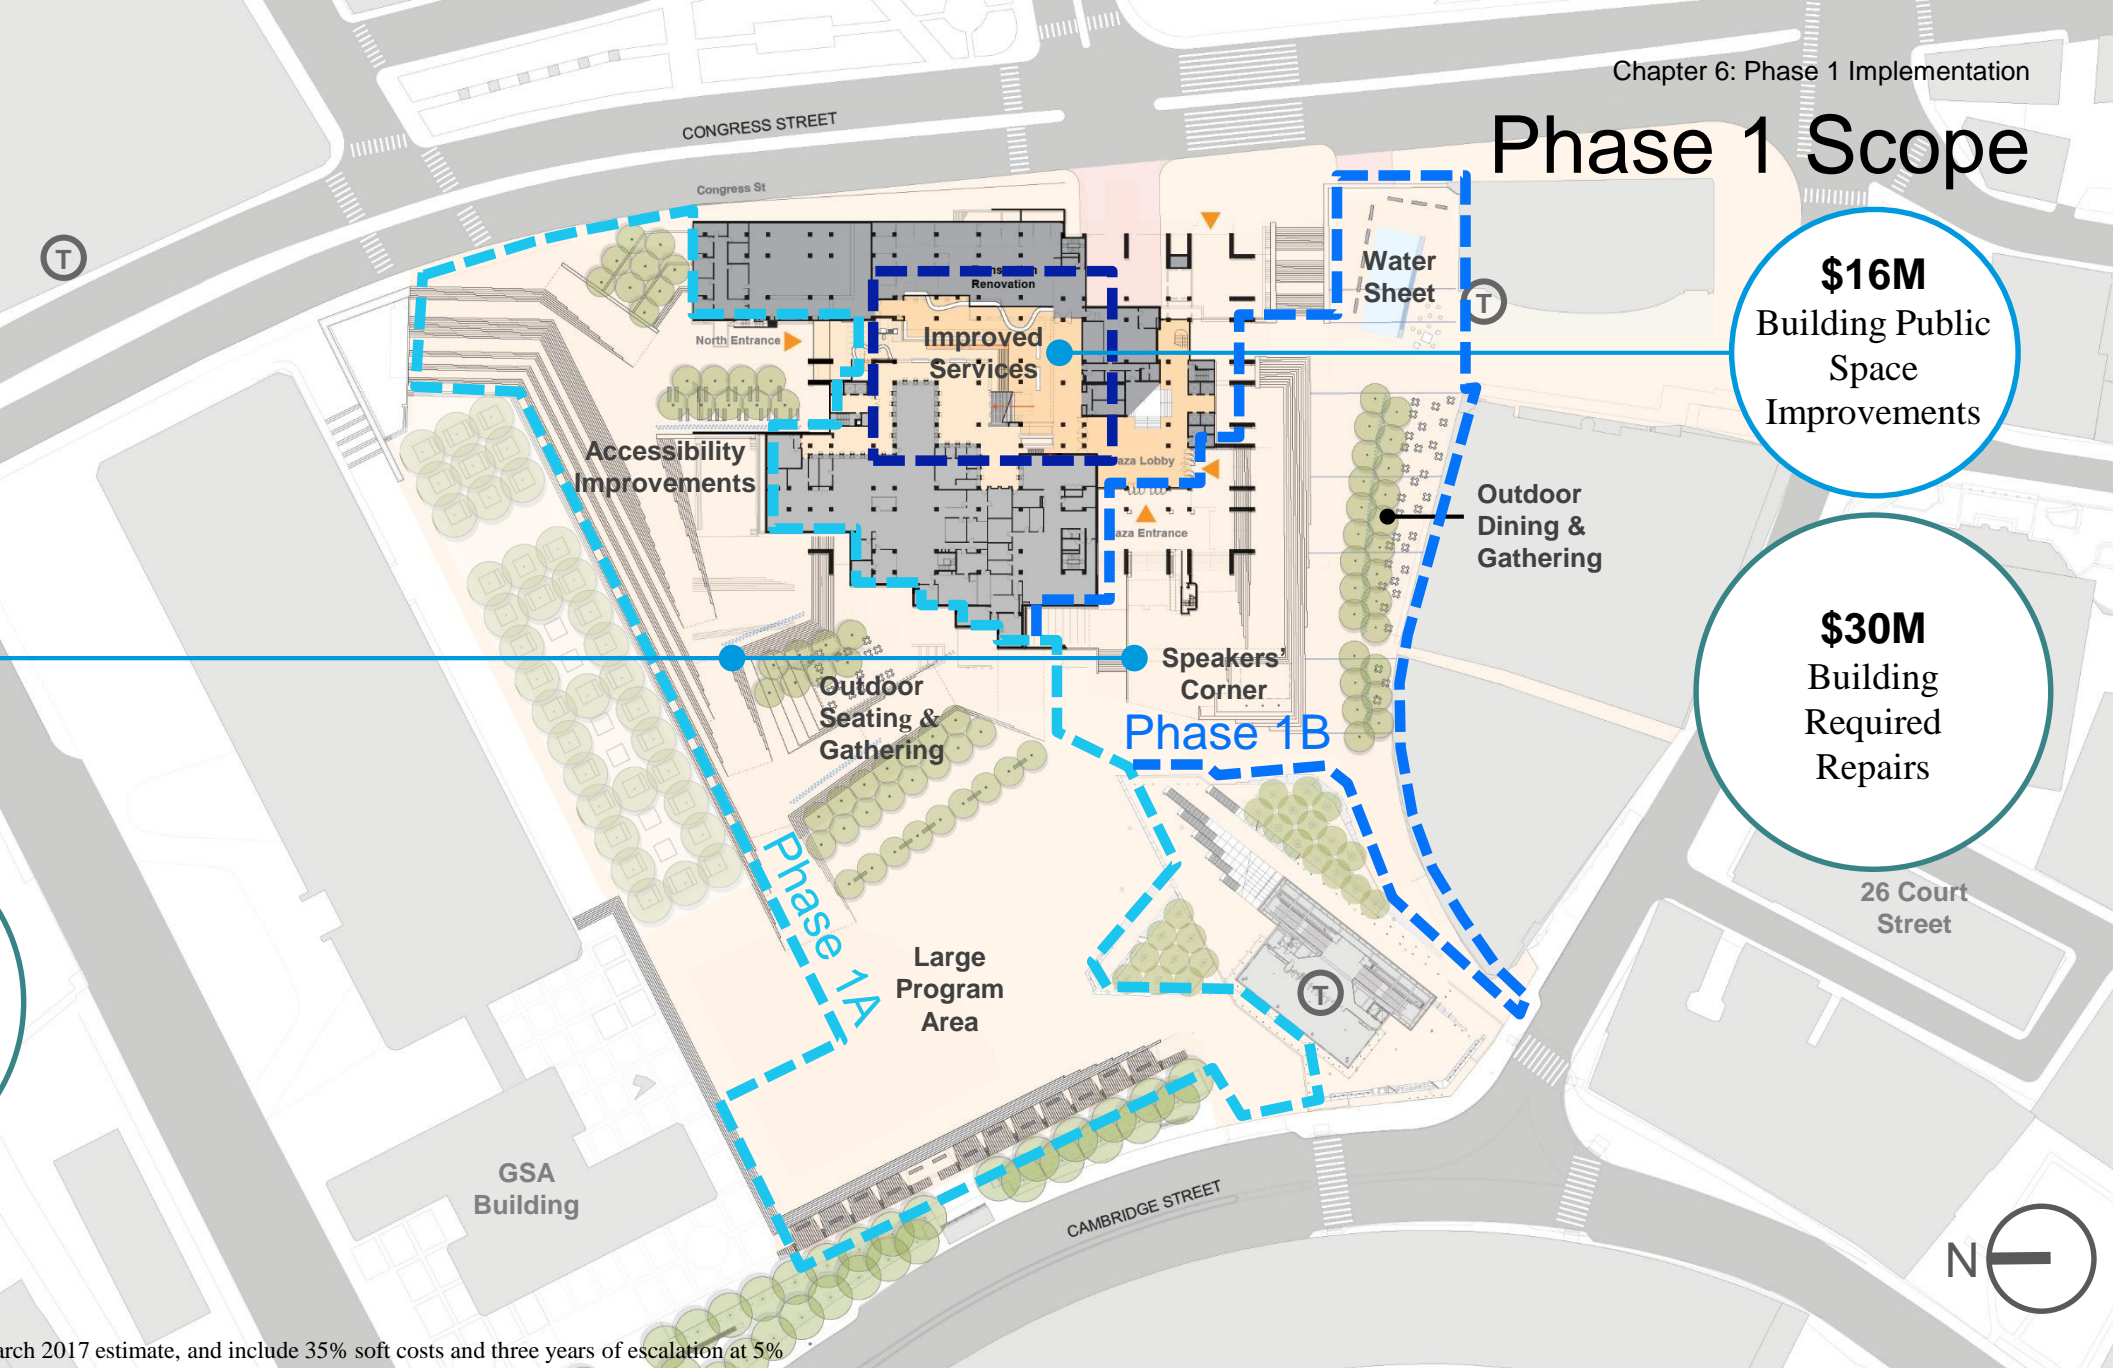 Chapter 6: Phase 1 Implementation
Phase 1 Scope
CONGRESS STREET
Congress St
T
$16M
Building Public
Space
Improvements
Water
Sheet
T
Renovation
Improved
Services
North Entrance
Accessibility
Improvements
aza Lobby
aza Entrance
Outdoor
Dining &
Gathering
$30M
Building
Required
Repairs
Speakers'
Corner
Outdoor
Seating &
Gathering
Phase 1B
Phase 1A
26 Court
Street
Large
Program
Area
T
GSA
Building
CAMBRIDGE STREET
N
arch 2017 estimate, and include 35% soft costs and three years of escalation at 5%